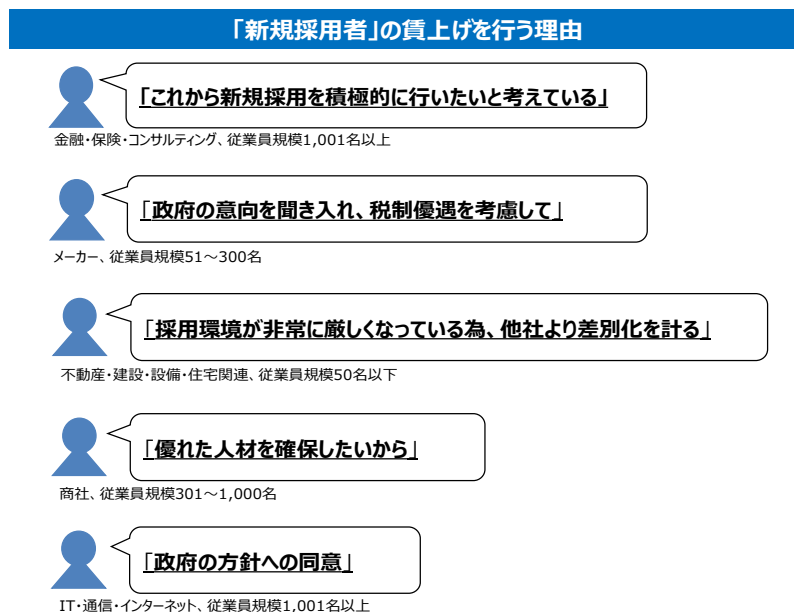 「新規採用者」の賃上げを行う理由
「これから新規採用を積極的に行いたいと考えている」
金融・保険・コンサルティング、従業員規模1,001名以上
「政府の意向を聞き入れ、税制優遇を考慮して」
メーカー、従業員規模51～300名
「採用環境が非常に厳しくなっている為、他社より差別化を計る」
不動産・建設・設備・住宅関連、従業員規模50名以下
「優れた人材を確保したいから」
商社、従業員規模301～1,000名
「政府の方針への同意」
IT・通信・インターネット、従業員規模1,001名以上